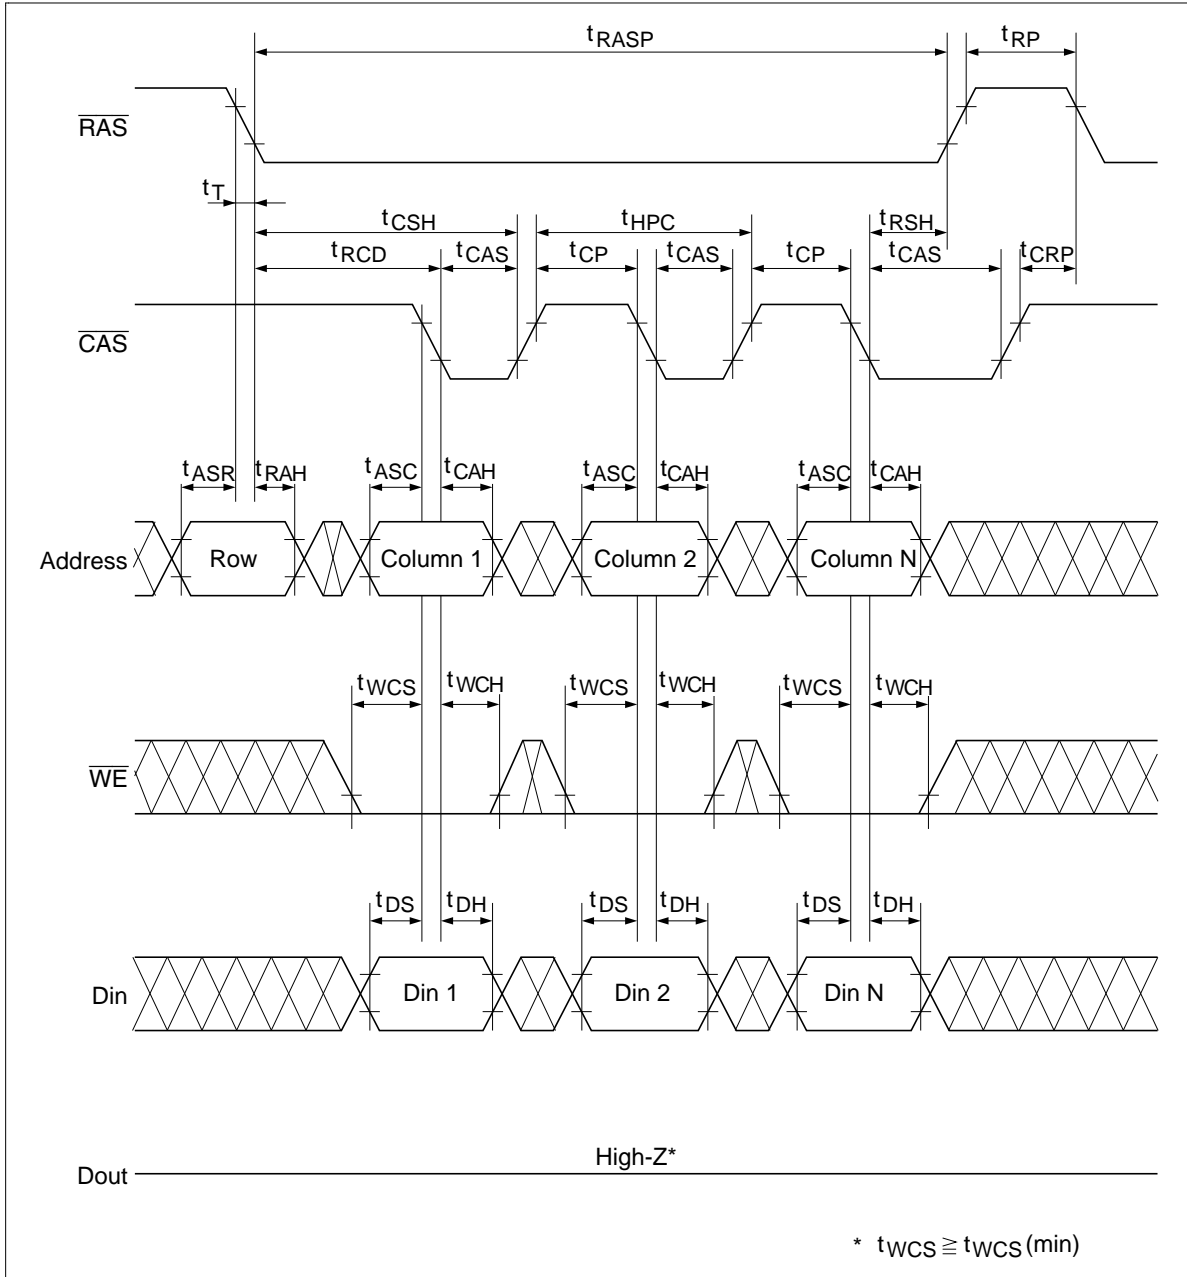 tRASP tRP
RAS
tT
tCSH tHPC tRSH
tRCD tCAS tCP tCAS tCP tCAS tCRP
CAS
tASR tRAH tASC tCAH tASC tCAH tASC tCAH
Address Row Column 1 Column 2 Column N
tWCS tWCH tWCS tWCH tWCS tWCH
WE
tDS tDH tDS tDH tDS tDH
Din Din 1 Din 2 Din N
High-Z*
Dout
* tWCS ≧ tWCS (min)